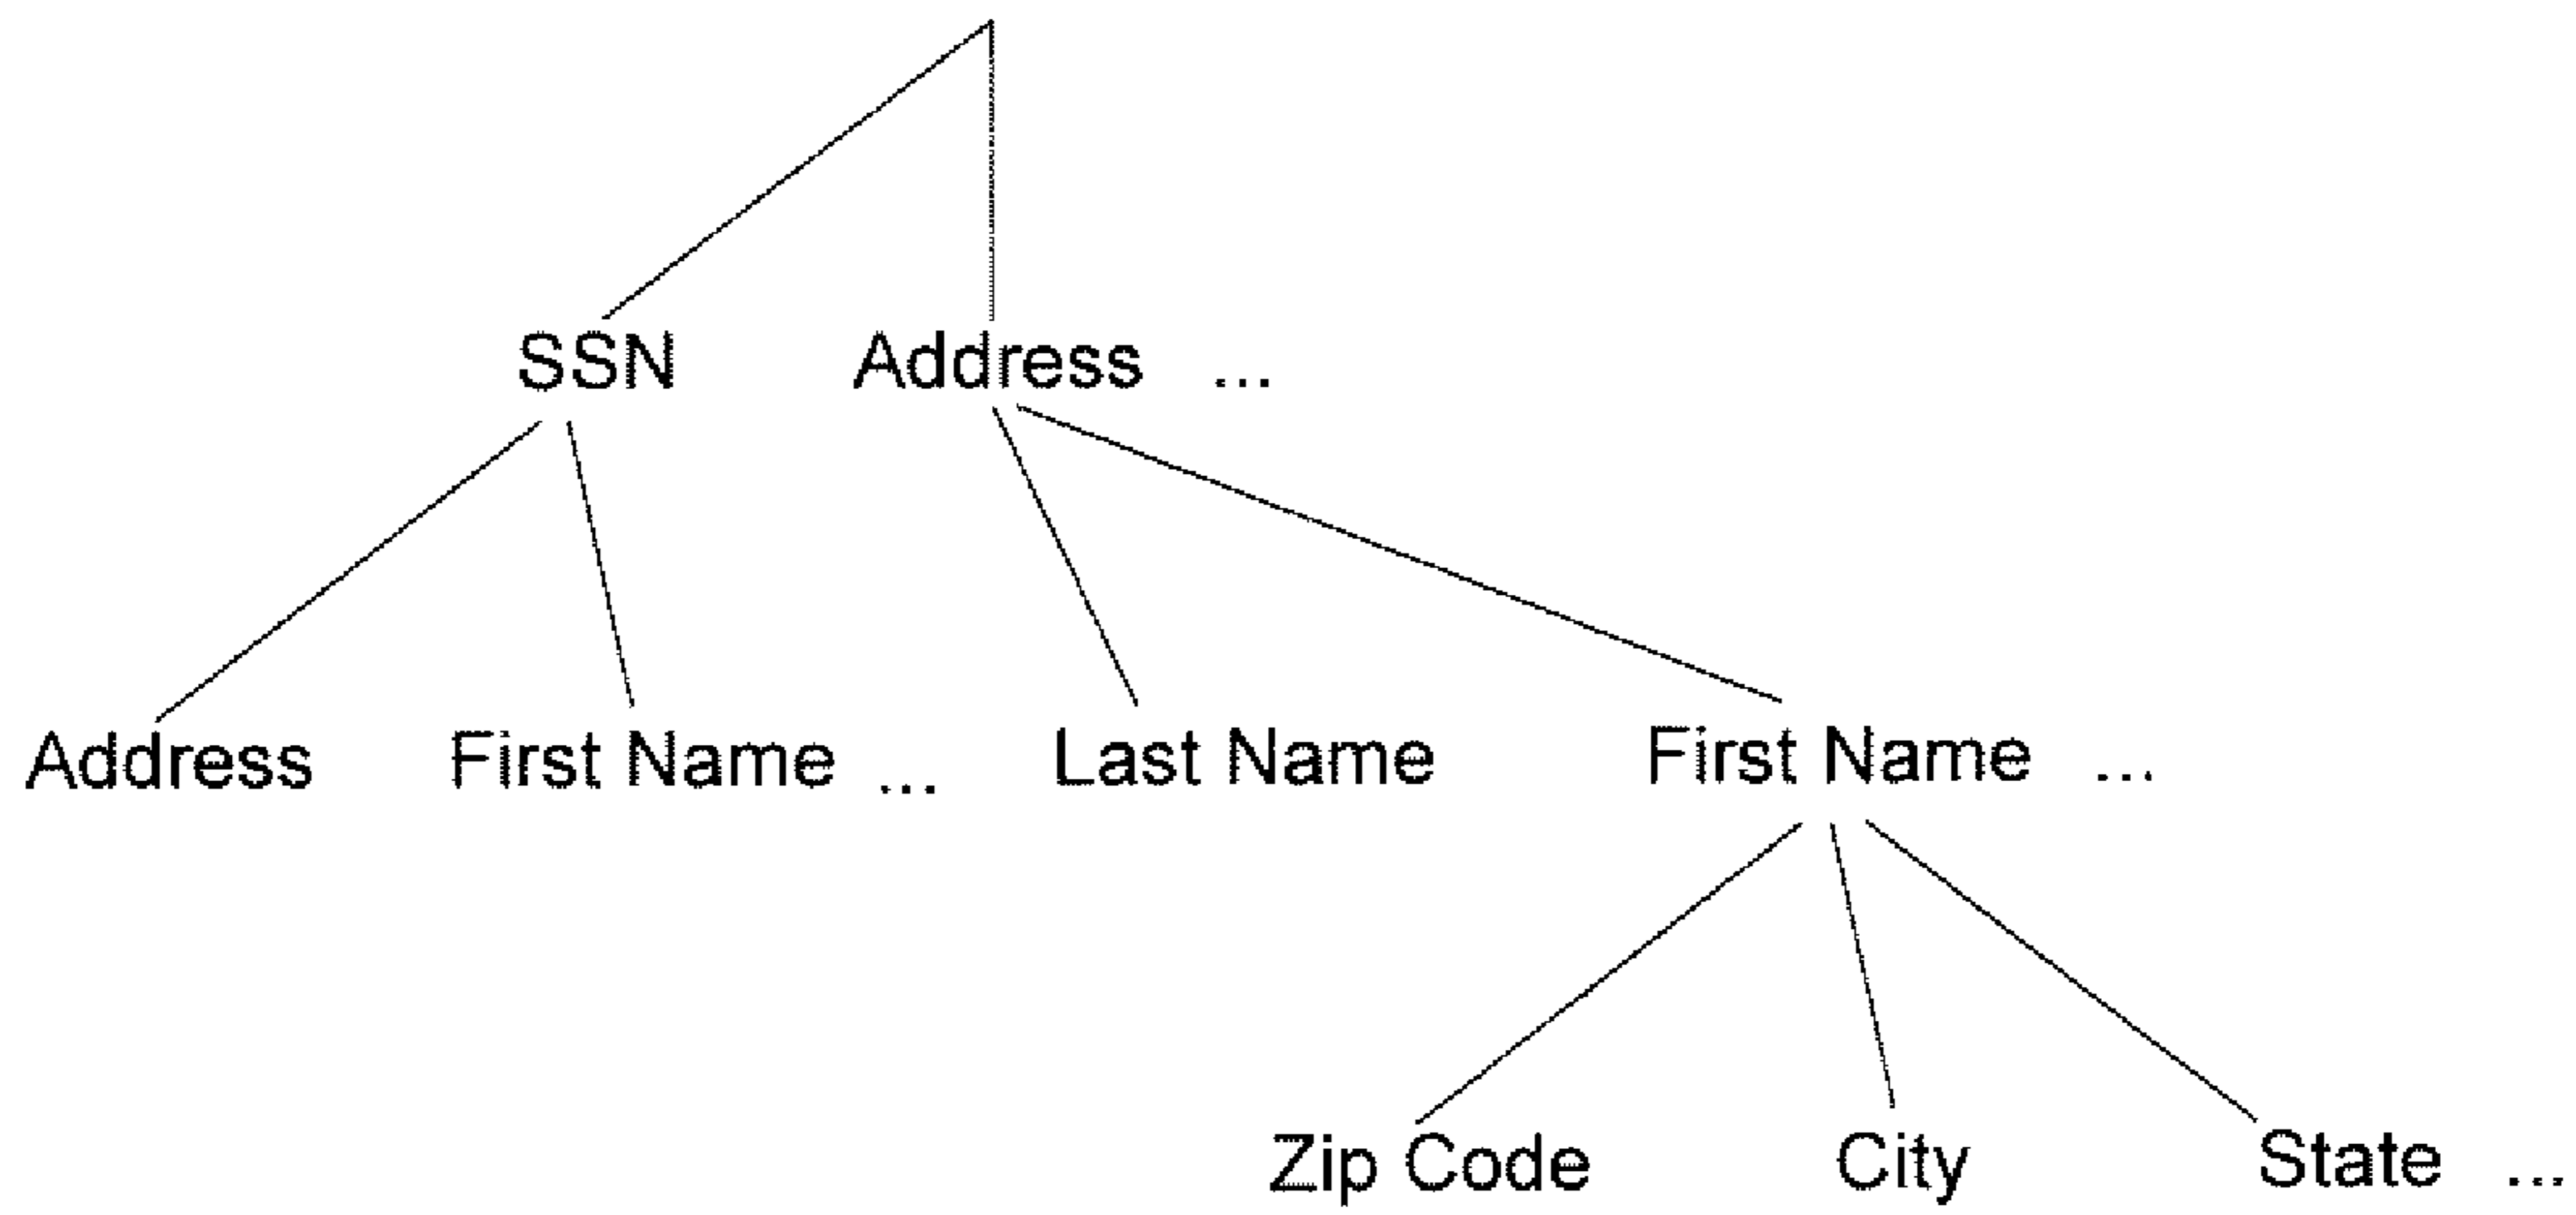 SSN Address ...
Address First Name ... Last Name First Name ...
Zip Code City State ...